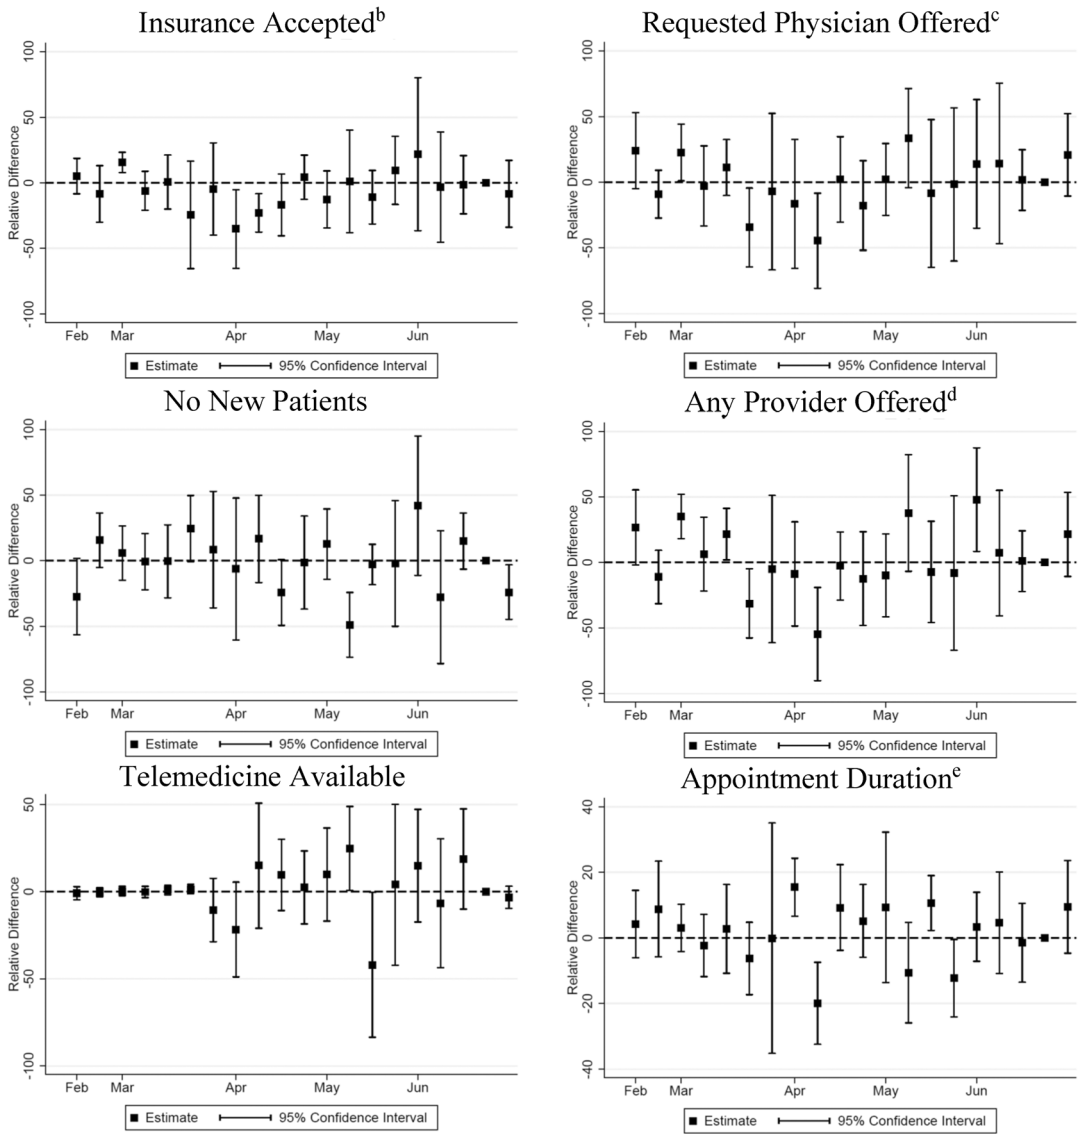 Insurance Acceptedᵇ
Relative Difference
100
50
0
-50
-100
Feb Mar Apr May Jun
Estimate 95% Confidence Interval
Requested Physician Offeredᶜ
Relative Difference
100
50
0
-50
-100
Feb Mar Apr May Jun
Estimate 95% Confidence Interval
No New Patients
Relative Difference
100
50
0
-50
-100
Feb Mar Apr May Jun
Estimate 95% Confidence Interval
Any Provider Offeredᵈ
Relative Difference
100
50
0
-50
-100
Feb Mar Apr May Jun
Estimate 95% Confidence Interval
Telemedicine Available
Relative Difference
50
0
-50
-100
Feb Mar Apr May Jun
Estimate 95% Confidence Interval
Appointment Durationᵉ
Relative Difference
40
20
0
-20
-40
Feb Mar Apr May Jun
Estimate 95% Confidence Interval